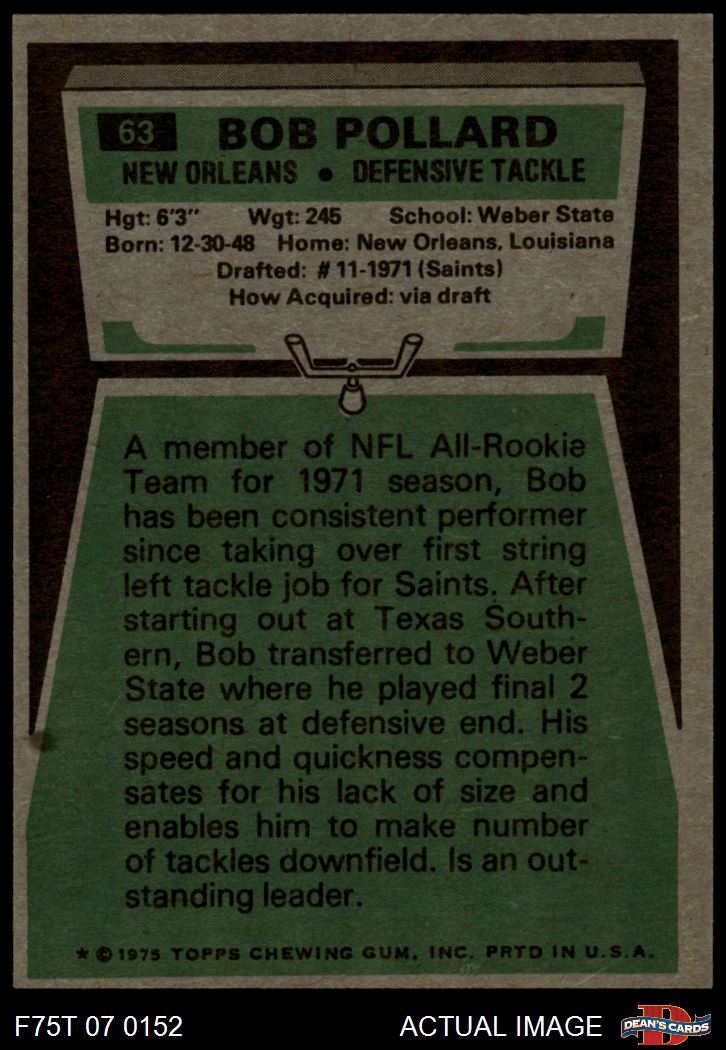 63 BOB POLLARD
NEW ORLEANS • DEFENSIVE TACKLE
Hgt: 6'3" Wgt: 245 School: Weber State
Born: 12-30-48 Home: New Orleans, Louisiana
Drafted: #11-1971 (Saints)
How Acquired: via draft
A member of NFL All-Rookie
Team for 1971 season, Bob
has been consistent performer
since taking over first string
left tackle job for Saints. After
starting out at Texas South-
ern, Bob transferred to Weber
State where he played final 2
seasons at defensive end. His
speed and quickness compen-
sates for his lack of size and
enables him to make number
of tackles downfield. Is an out-
standing leader.
* © 1975 TOPPS CHEWING GUM, INC. PRTD IN U.S.A.
F75T 07 0152 ACTUAL IMAGE D DEAN'S CARDS